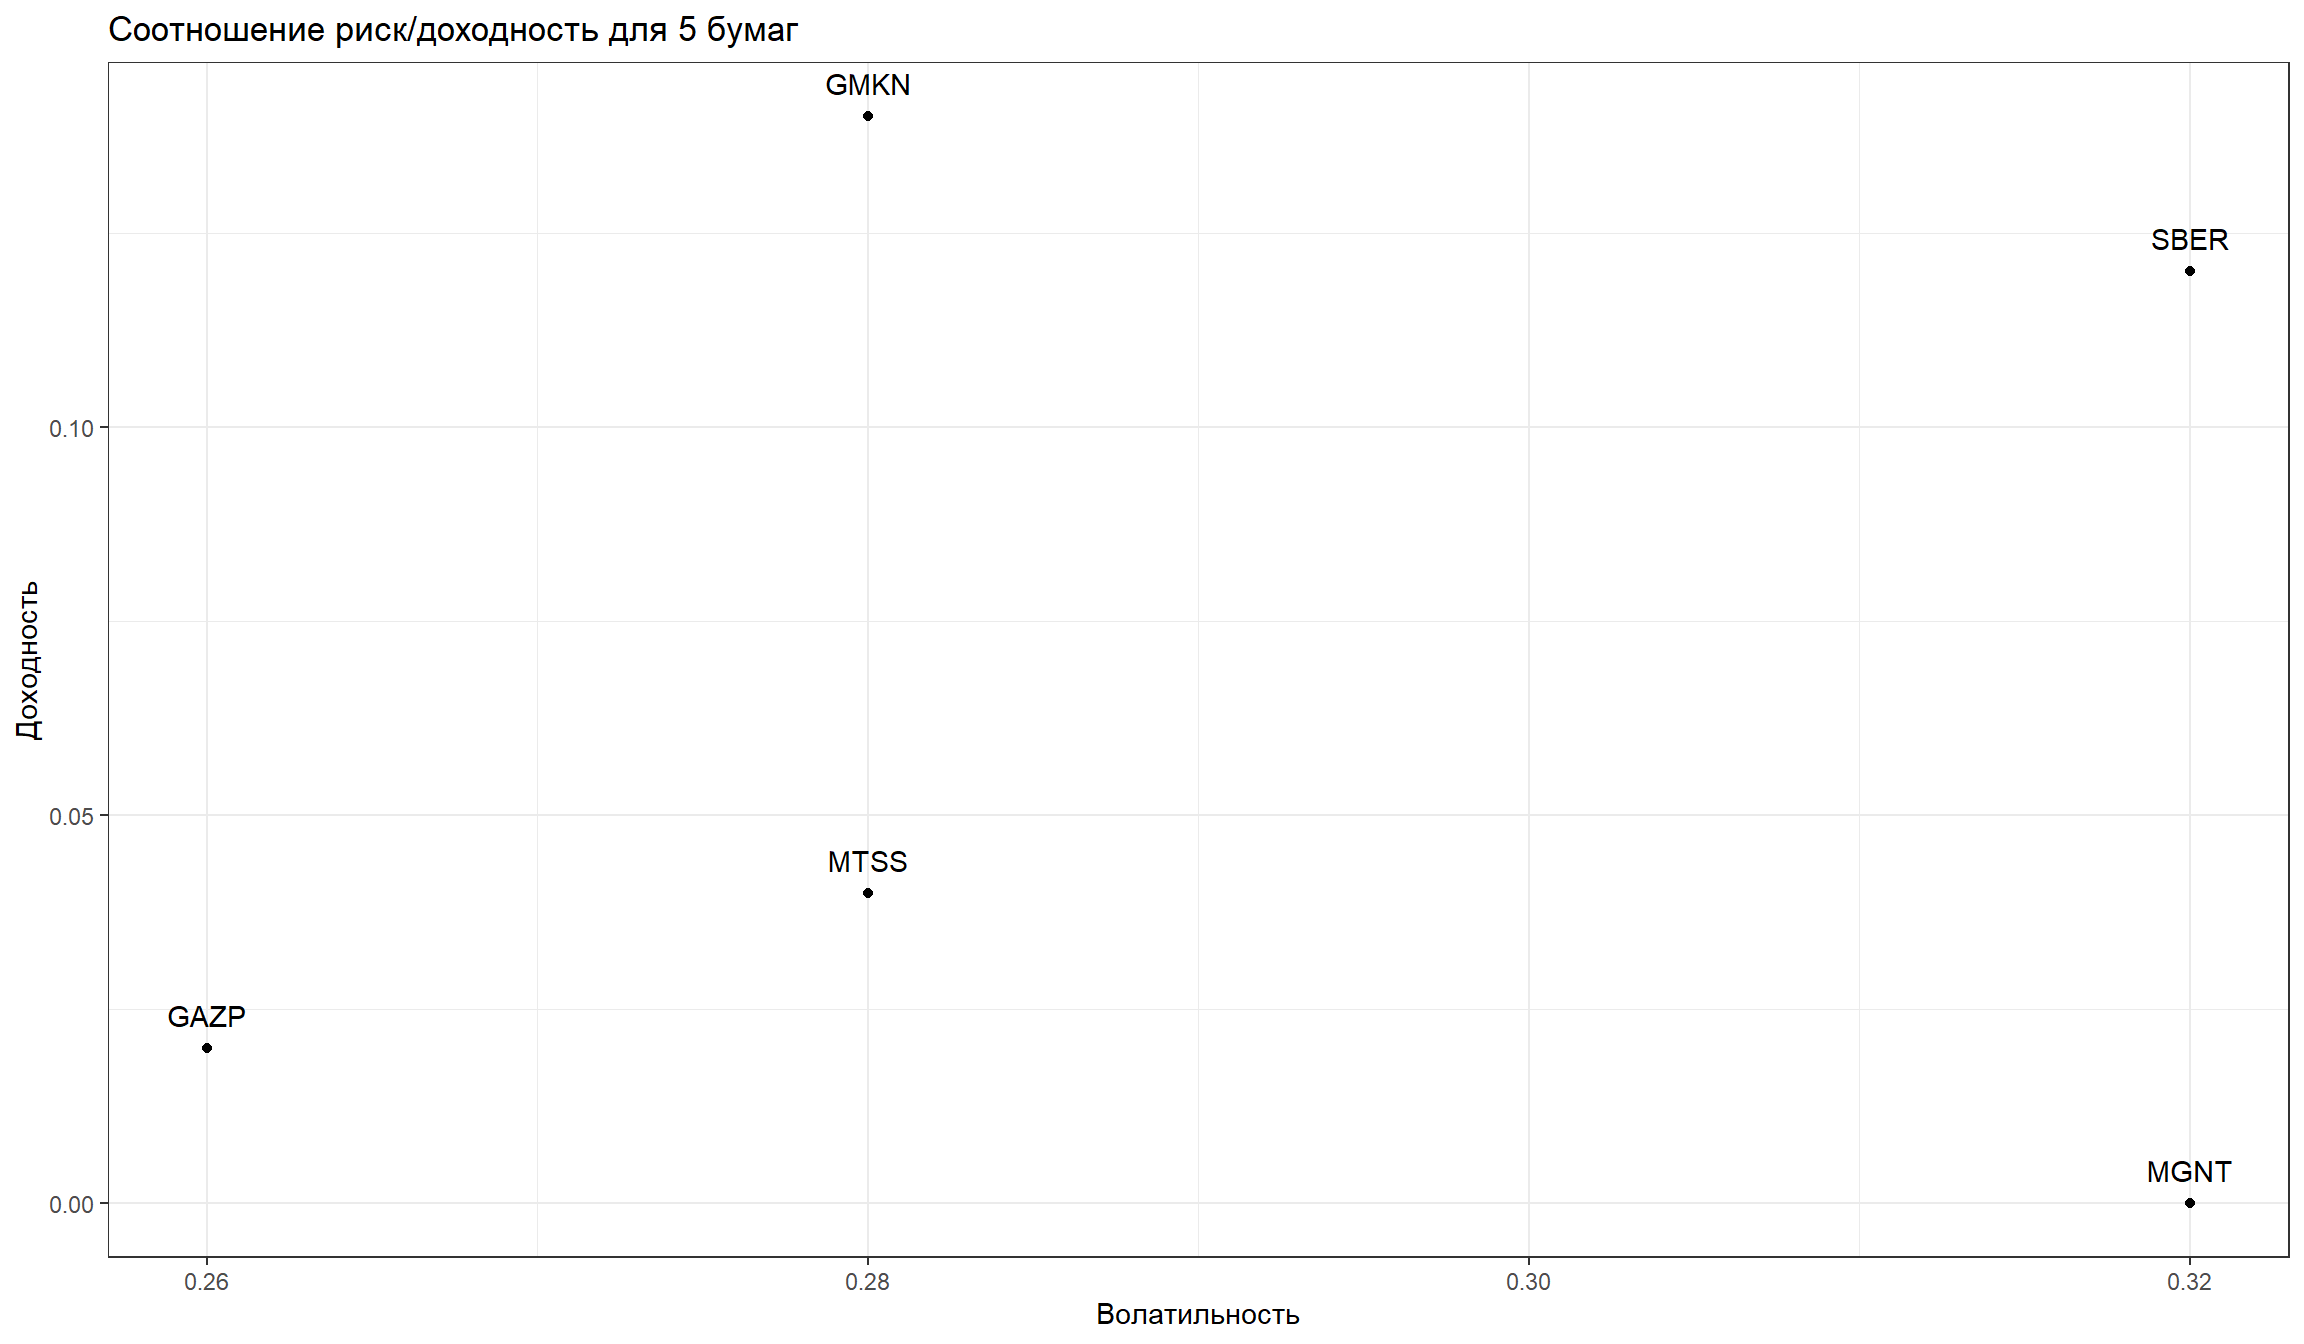 Соотношение риск/доходность для 5 бумаг
GMKN
SBER
0.10
Доходность
0.05
MTSS
GAZP
MGNT
0.00
0.26
0.28
0.30
0.32
Волатильность